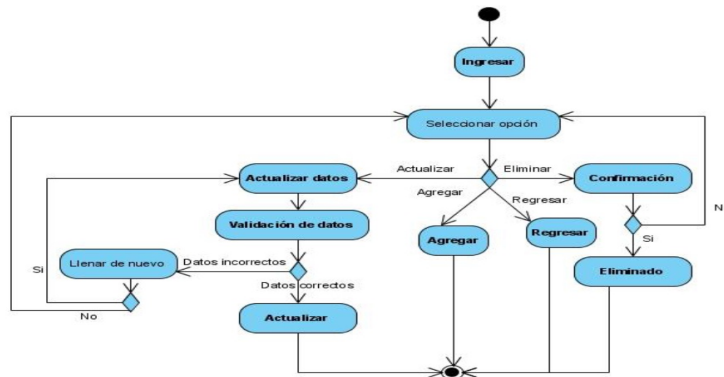 Ingresar
Seleccionar opción
Actualizar
Eliminar
Actualizar datos
Confirmación
Agregar
Regresar
N
Validación de datos
Agregar
Regresar
Si
Llenar de nuevo
Datos incorrectos
Si
Eliminado
Datos correctos
No
Actualizar